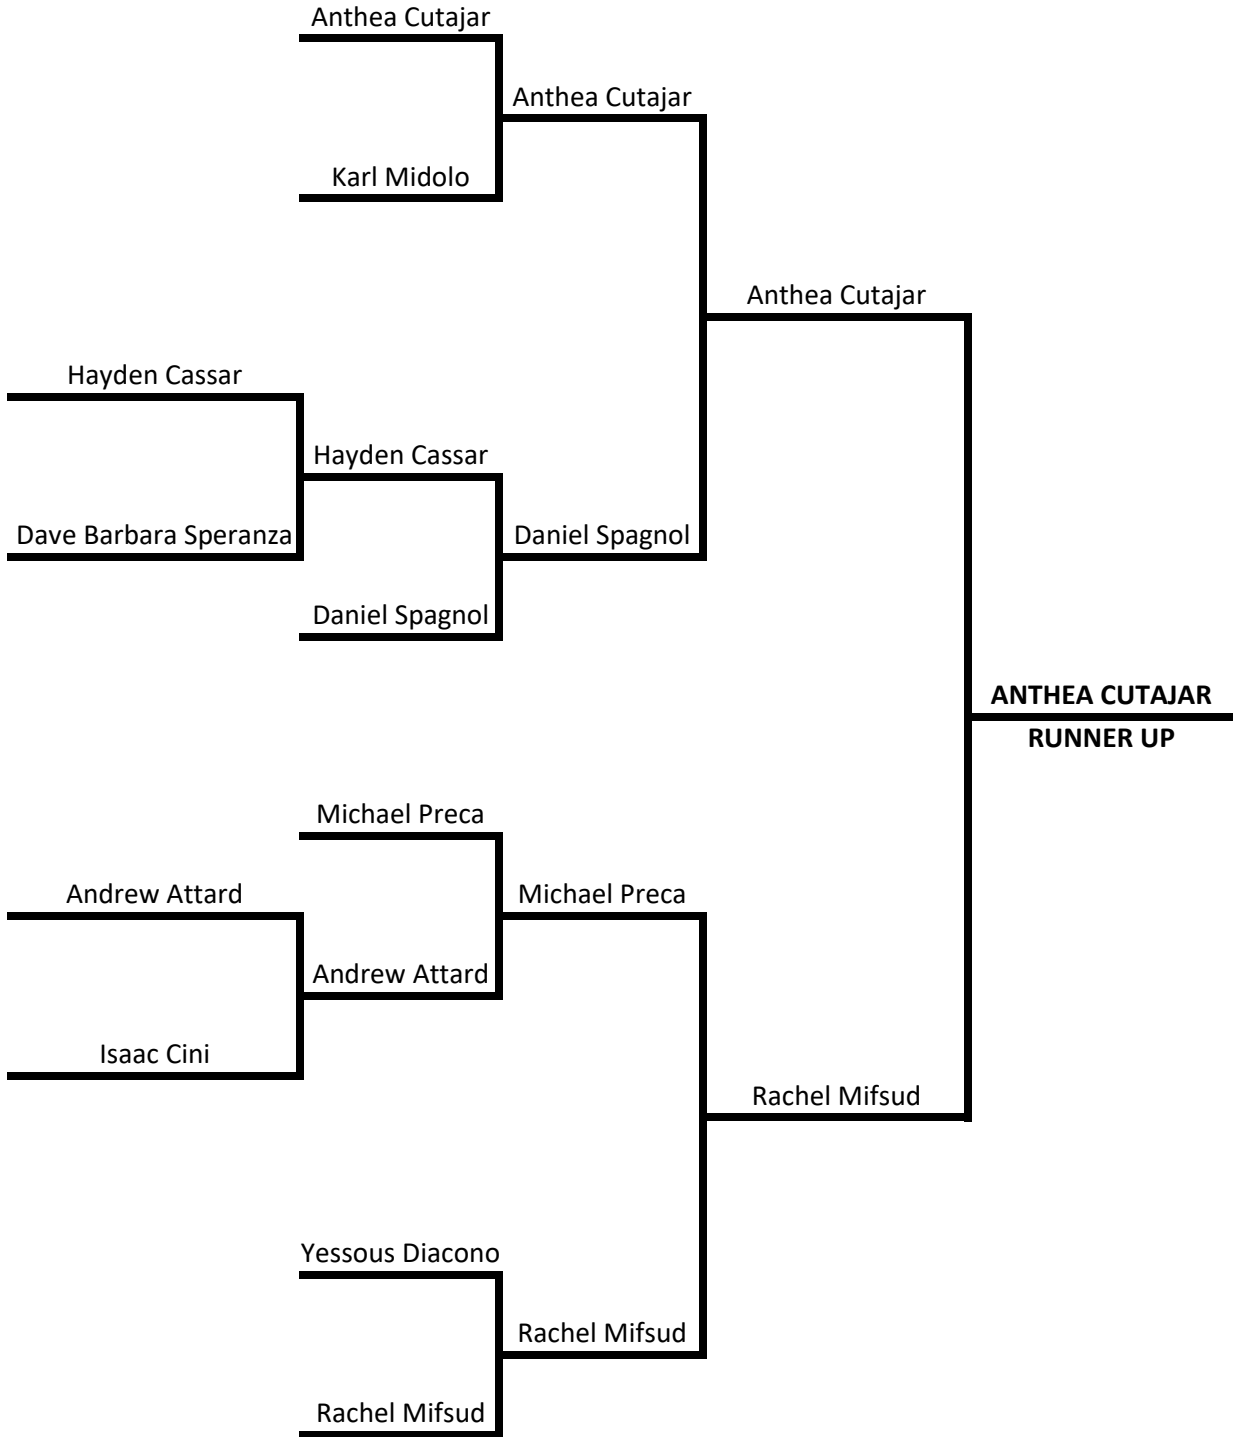 Anthea Cutajar
Anthea Cutajar
Karl Midolo
Anthea Cutajar
Hayden Cassar
Hayden Cassar
Dave Barbara Speranza
Daniel Spagnol
Daniel Spagnol
ANTHEA CUTAJAR
RUNNER UP
Michael Preca
Andrew Attard
Michael Preca
Andrew Attard
Isaac Cini
Rachel Mifsud
Yessous Diacono
Rachel Mifsud
Rachel Mifsud